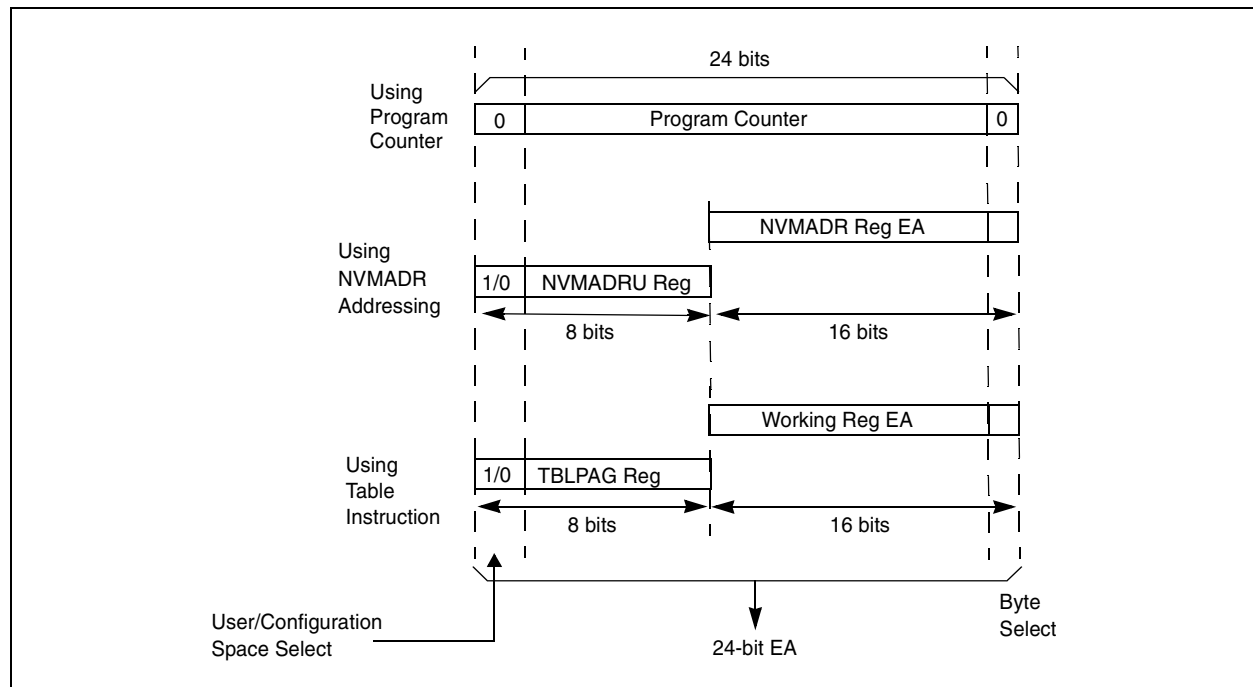 24 bits
Using
Program
Counter
0
Program Counter
0
NVMADR Reg EA
Using
NVMADR
Addressing
1/0
NVMADRU Reg
8 bits
16 bits
Working Reg EA
Using
Table
Instruction
1/0
TBLPAG Reg
8 bits
16 bits
User/Configuration
Space Select
24-bit EA
Byte
Select